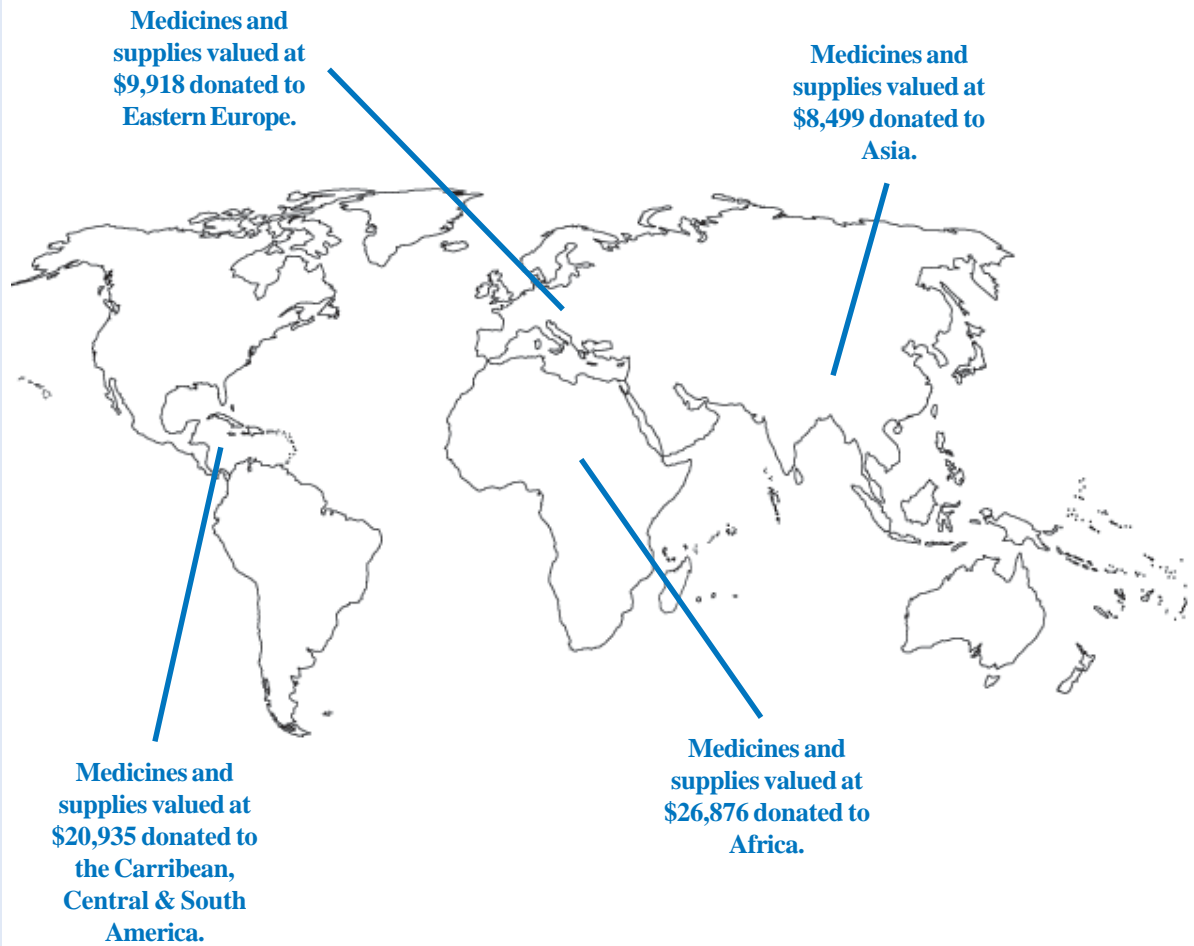 Medicines and
supplies valued at
$9,918 donated to
Eastern Europe.
Medicines and
supplies valued at
$8,499 donated to
Asia.
Medicines and
supplies valued at
$20,935 donated to
the Carribean,
Central & South
America.
Medicines and
supplies valued at
$26,876 donated to
Africa.